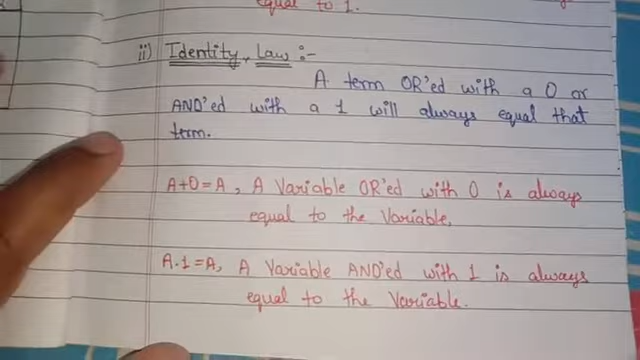 equal to 1.
ii) Identity Law :-
A term OR'ed with a 0 or
AND'ed with a 1 will always equal that
term.
A+0=A, A Variable OR'ed with 0 is always
equal to the Variable.
A.1=A, A Variable AND'ed with 1 is always
equal to the Variable.